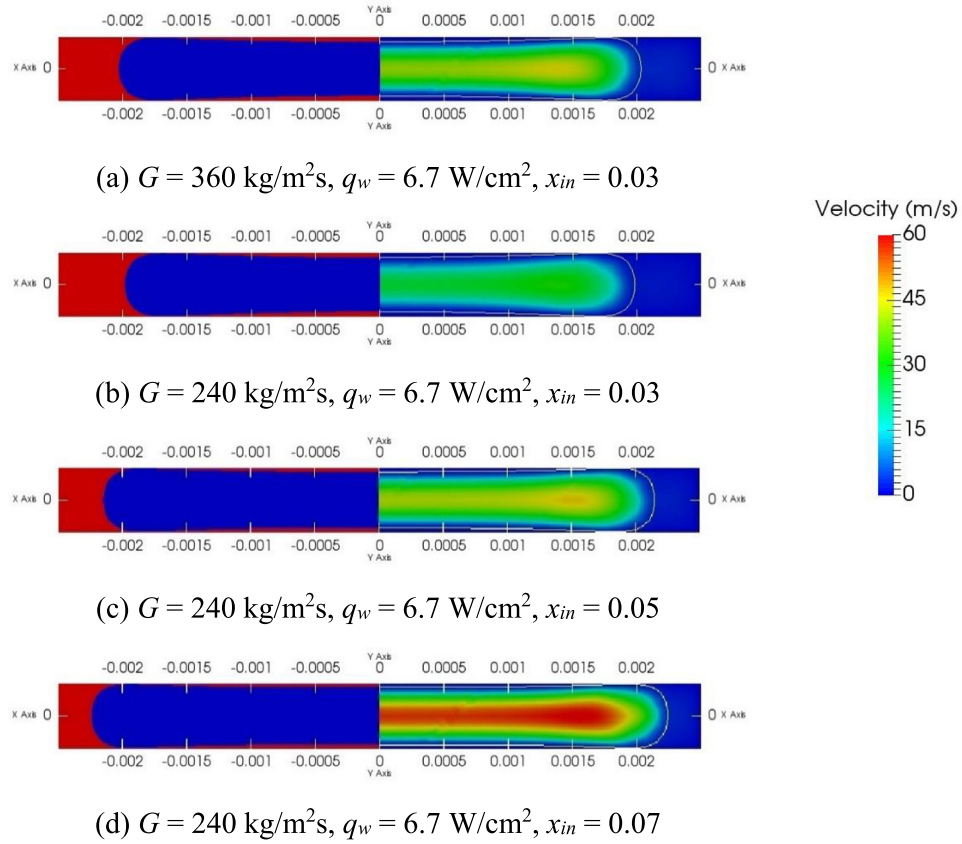 Y Axis
-0.002 -0.0015 -0.001 -0.0005 0 0.0005 0.001 0.0015 0.002
X Axis 0 0 X Axis
-0.002 -0.0015 -0.001 -0.0005 0 0.0005 0.001 0.0015 0.002
Y Axis
(a) G = 360 kg/m²s, qw = 6.7 W/cm², xin = 0.03
Y Axis
-0.002 -0.0015 -0.001 -0.0005 0 0.0005 0.001 0.0015 0.002
X Axis 0 0 X Axis
-0.002 -0.0015 -0.001 -0.0005 0 0.0005 0.001 0.0015 0.002
Y Axis
(b) G = 240 kg/m²s, qw = 6.7 W/cm², xin = 0.03
Y Axis
-0.002 -0.0015 -0.001 -0.0005 0 0.0005 0.001 0.0015 0.002
X Axis 0 0 X Axis
-0.002 -0.0015 -0.001 -0.0005 0 0.0005 0.001 0.0015 0.002
Y Axis
(c) G = 240 kg/m²s, qw = 6.7 W/cm², xin = 0.05
Y Axis
-0.002 -0.0015 -0.001 -0.0005 0 0.0005 0.001 0.0015 0.002
X Axis 0 0 X Axis
-0.002 -0.0015 -0.001 -0.0005 0 0.0005 0.001 0.0015 0.002
Y Axis
(d) G = 240 kg/m²s, qw = 6.7 W/cm², xin = 0.07
Velocity (m/s)
60
45
30
15
0